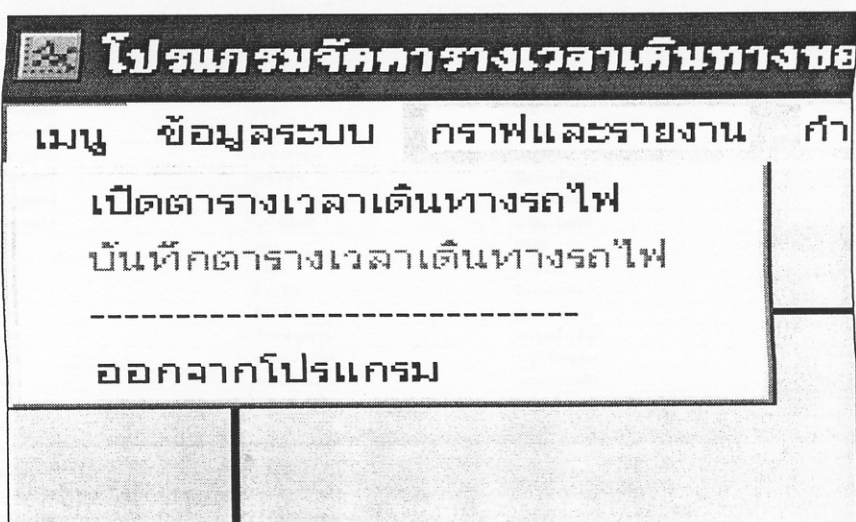 โปรแกรมจัดตารางเวลาเดินทางขอ
เมนู ข้อมูลระบบ กราฟและรายงาน กำ
เปิดตารางเวลาเดินทางรถไฟ
บันทึกตารางเวลาเดินทางรถไฟ
-----------------------------
ออกจากโปรแกรม